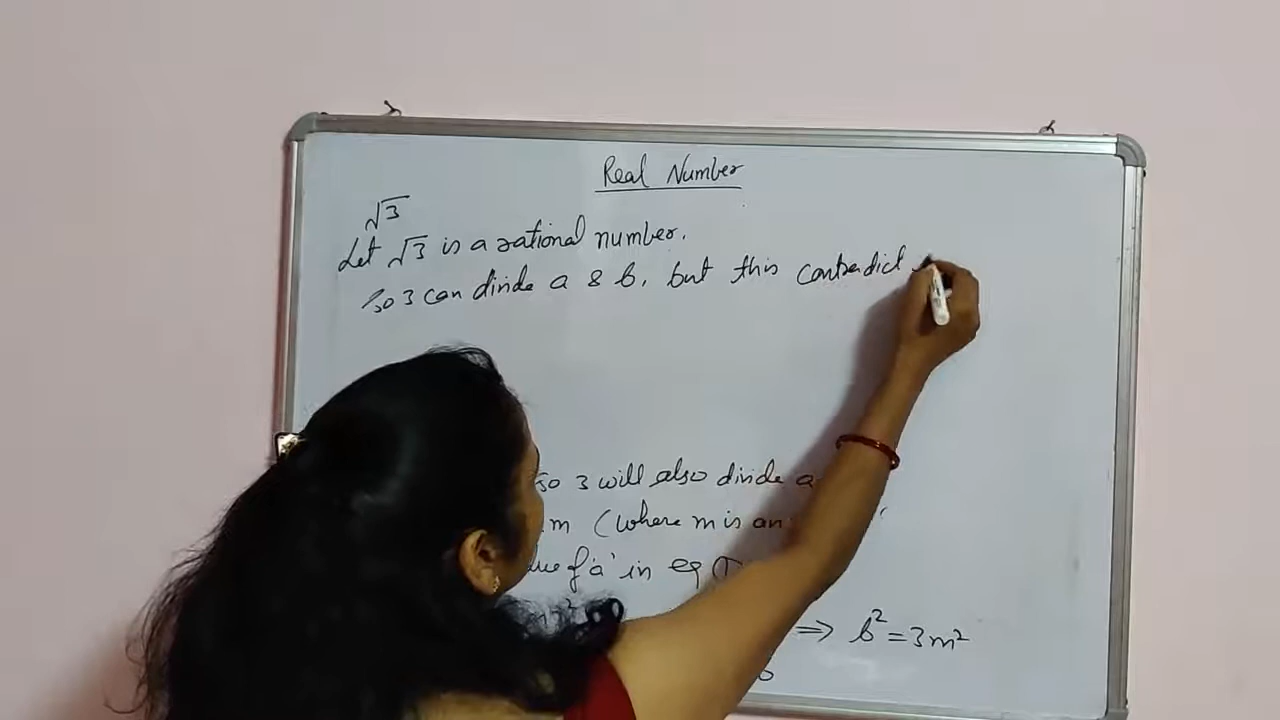 Real Number
√3
Let √3 is a rational number.
So 3 can divide a & b, but this contradict
So 3 will also divide a
m (where m is an
of 'a' in eq
⇒ b² = 3m²